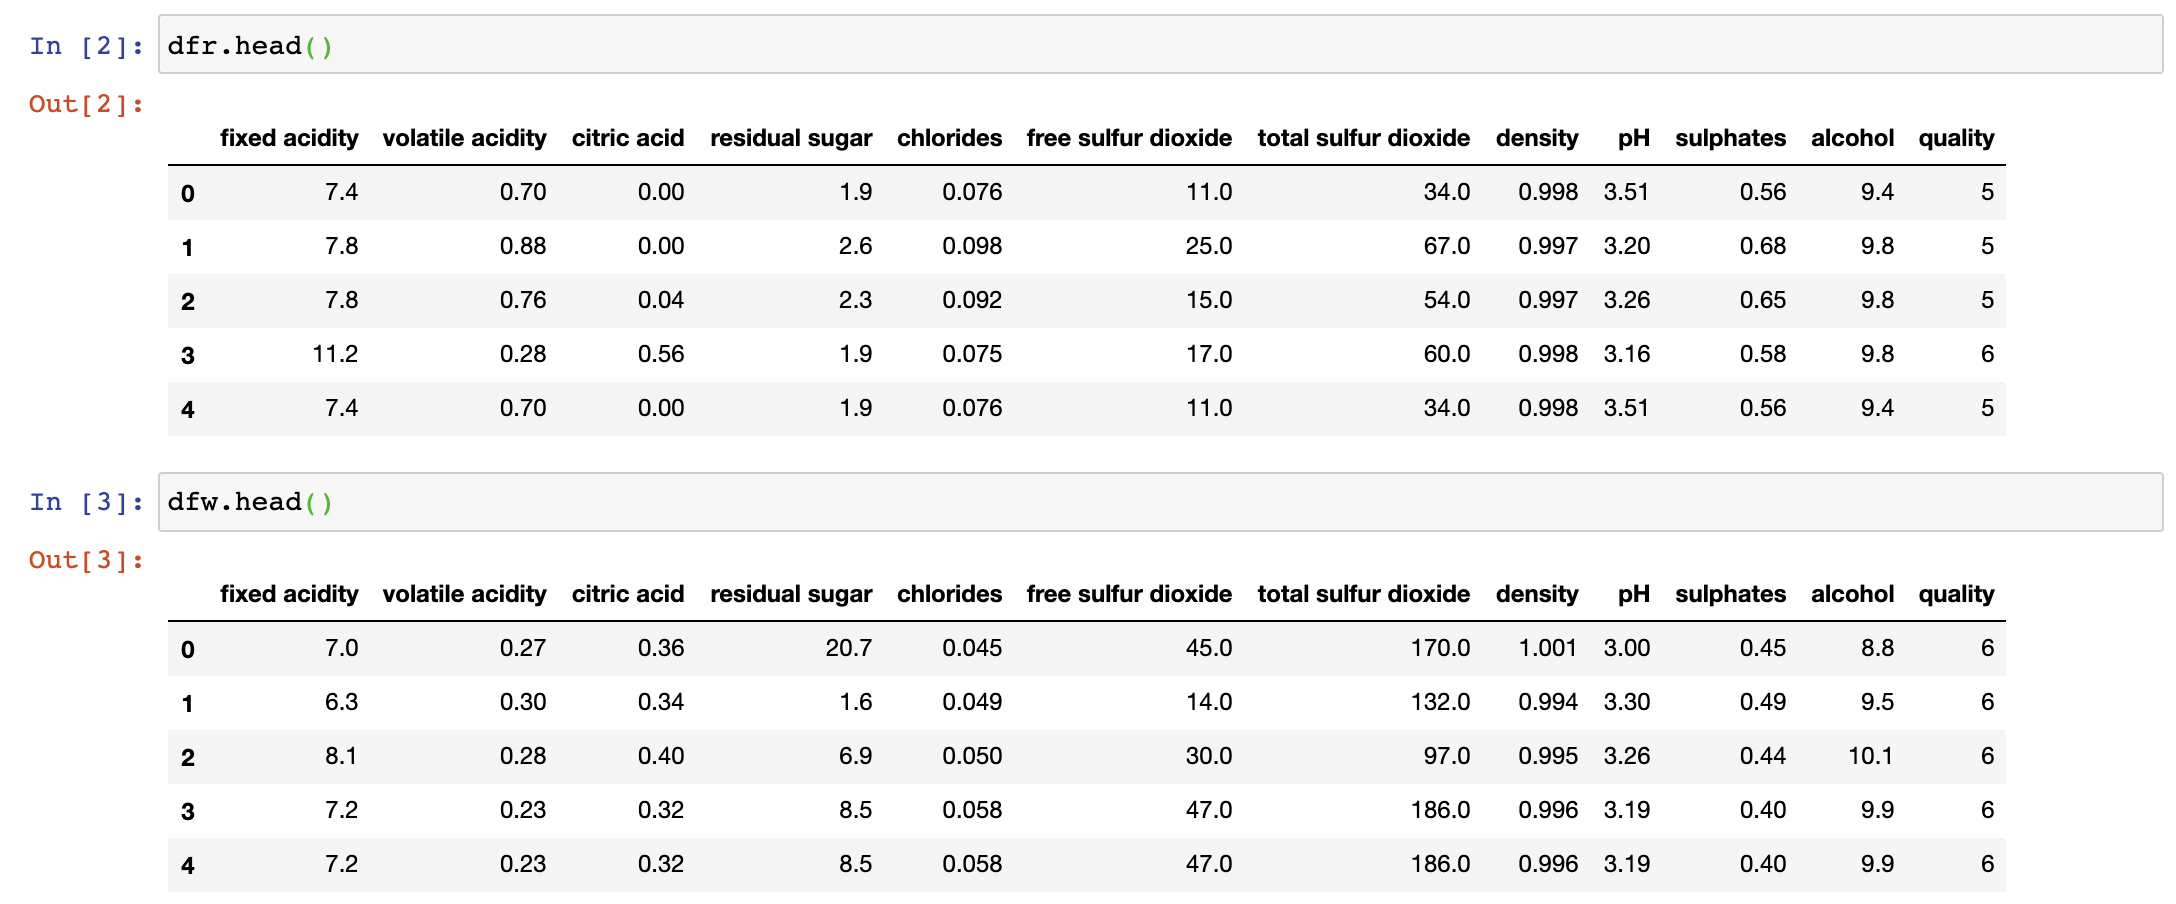 In [2]: dfr.head()
Out[2]:
fixed acidity volatile acidity citric acid residual sugar chlorides free sulfur dioxide total sulfur dioxide density pH sulphates alcohol quality
0 7.4 0.70 0.00 1.9 0.076 11.0 34.0 0.998 3.51 0.56 9.4 5
1 7.8 0.88 0.00 2.6 0.098 25.0 67.0 0.997 3.20 0.68 9.8 5
2 7.8 0.76 0.04 2.3 0.092 15.0 54.0 0.997 3.26 0.65 9.8 5
3 11.2 0.28 0.56 1.9 0.075 17.0 60.0 0.998 3.16 0.58 9.8 6
4 7.4 0.70 0.00 1.9 0.076 11.0 34.0 0.998 3.51 0.56 9.4 5
In [3]: dfw.head()
Out[3]:
fixed acidity volatile acidity citric acid residual sugar chlorides free sulfur dioxide total sulfur dioxide density pH sulphates alcohol quality
0 7.0 0.27 0.36 20.7 0.045 45.0 170.0 1.001 3.00 0.45 8.8 6
1 6.3 0.30 0.34 1.6 0.049 14.0 132.0 0.994 3.30 0.49 9.5 6
2 8.1 0.28 0.40 6.9 0.050 30.0 97.0 0.995 3.26 0.44 10.1 6
3 7.2 0.23 0.32 8.5 0.058 47.0 186.0 0.996 3.19 0.40 9.9 6
4 7.2 0.23 0.32 8.5 0.058 47.0 186.0 0.996 3.19 0.40 9.9 6